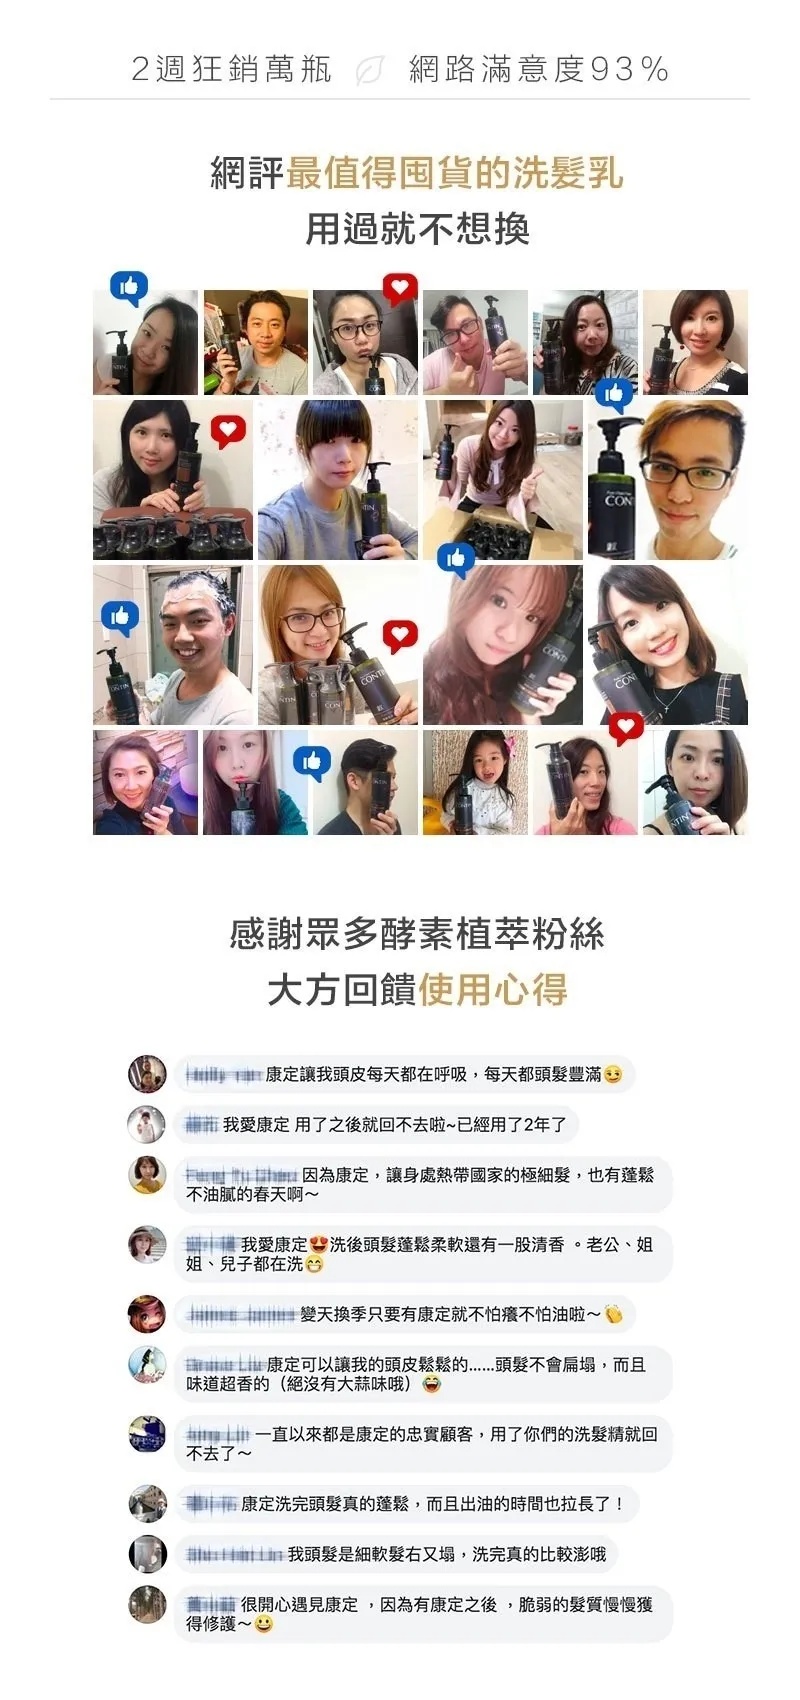 2週狂銷萬瓶 網路滿意度93%
網評最值得囤貨的洗髮乳
用過就不想換
CONTIN
CONTIN
CONTIN
康定讓我頭皮每天都在呼吸，每天都頭髮豐滿😏
我愛康定 用了之後就回不去啦~已經用了2年了
因為康定，讓身處熱帶國家的極細髮，也有蓬鬆
不油膩的春天啊～
我愛康定😍洗後頭髮蓬鬆柔軟還有一股清香 。老公、姐
姐、兒子都在洗😁
變天換季只要有康定就不怕癢不怕油啦～👏
康定可以讓我的頭皮鬆鬆的......頭髮不會扁塌，而且
味道超香的（絕沒有大蒜味哦）😂
一直以來都是康定的忠實顧客，用了你們的洗髮精就回
不去了～
康定洗完頭髮真的蓬鬆，而且出油的時間也拉長了！
我頭髮是細軟髮右又塌，洗完真的比較澎哦
很開心遇見康定 ，因為有康定之後 ，脆弱的髮質慢慢獲
得修護～😀
感謝眾多酵素植萃粉絲
大方回饋使用心得